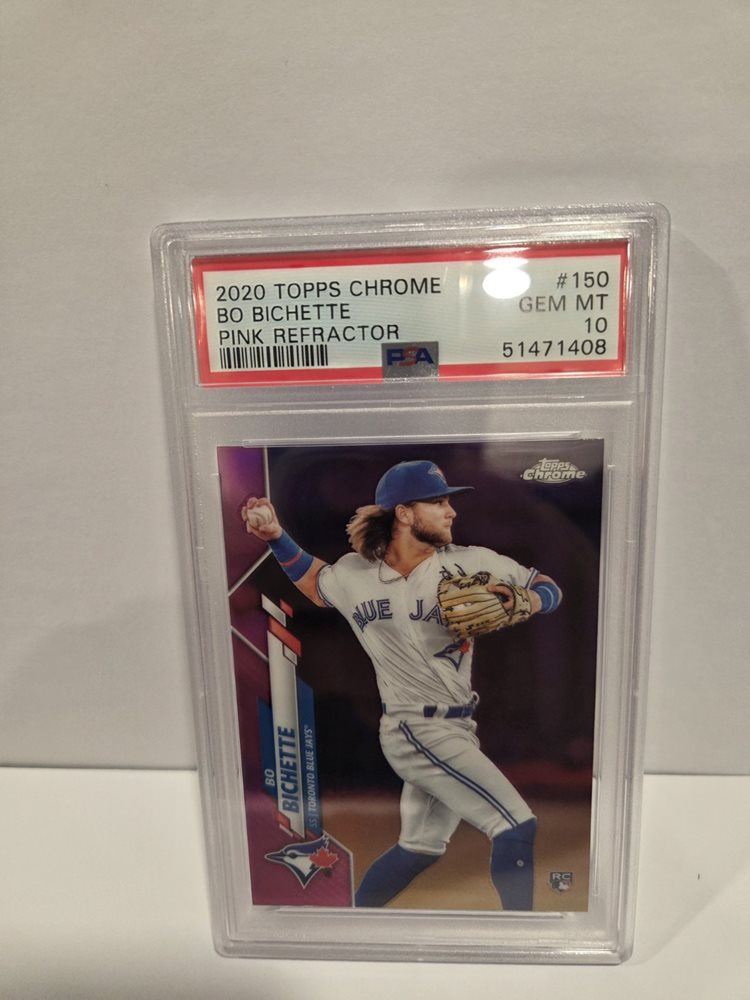 2020 TOPPS CHROME #150
BO BICHETTE GEM MT
PINK REFRACTOR 10
PSA 51471408
Topps
Chrome
BLUE JA
BO
BICHETTE
SS | TORONTO BLUE JAYS®
RC